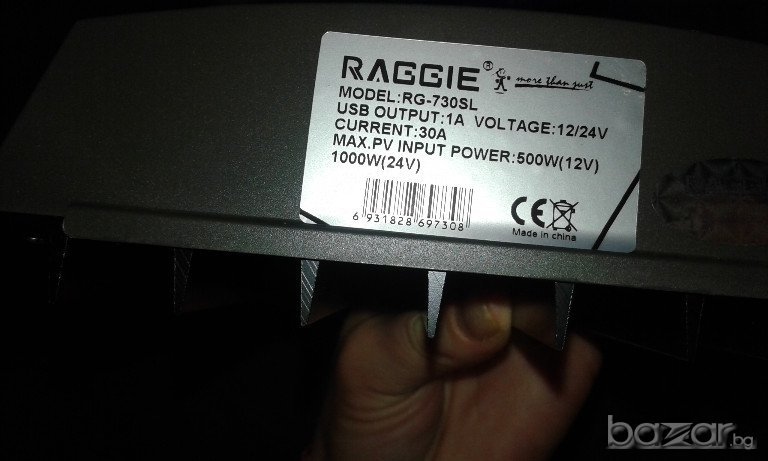 RAGGIE® more than just
MODEL:RG-730SL
USB OUTPUT:1A VOLTAGE:12/24V
CURRENT:30A
MAX.PV INPUT POWER:500W(12V)
1000W(24V)
6 931828 697308
CE
Made in china
bazar.bg